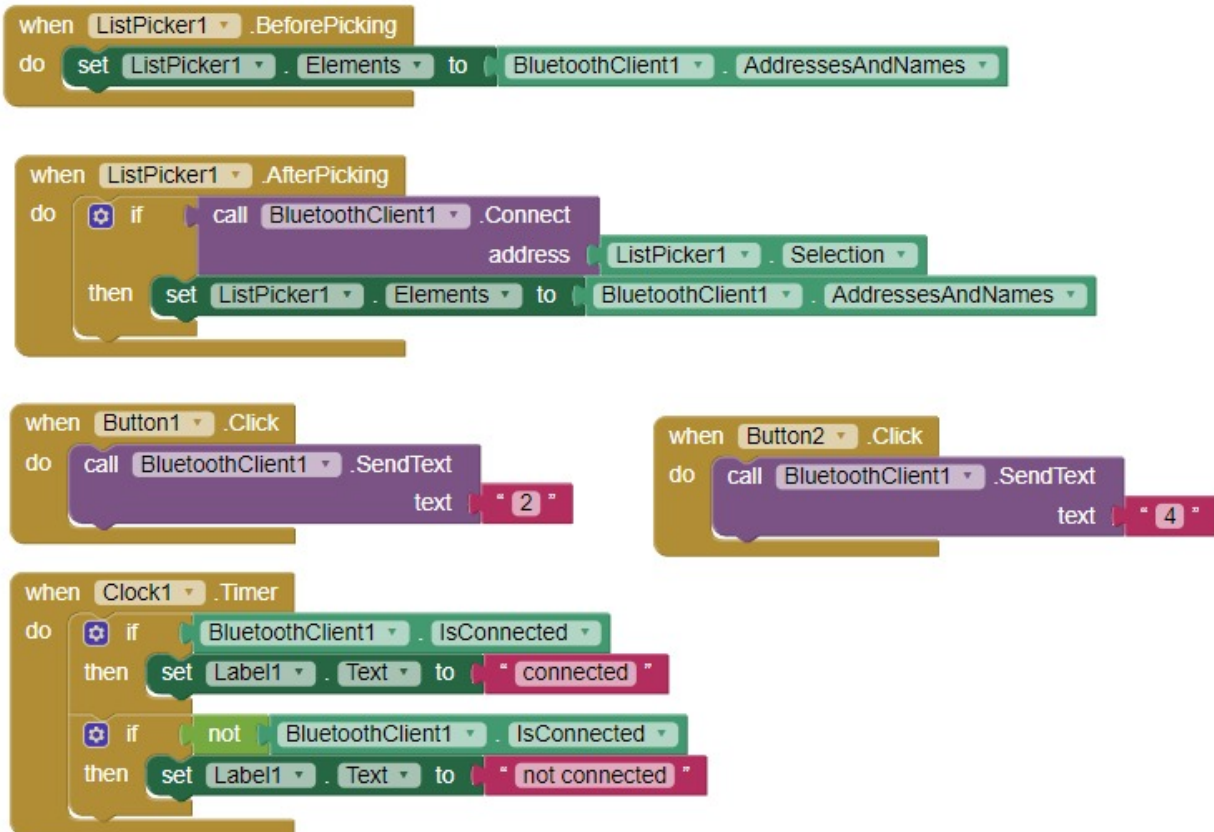 when ListPicker1 .BeforePicking
do set ListPicker1 . Elements to BluetoothClient1 . AddressesAndNames
when ListPicker1 .AfterPicking
do if call BluetoothClient1 .Connect
address ListPicker1 . Selection
then set ListPicker1 . Elements to BluetoothClient1 . AddressesAndNames
when Button1 .Click
do call BluetoothClient1 .SendText
text " 2 "
when Button2 .Click
do call BluetoothClient1 .SendText
text " 4 "
when Clock1 .Timer
do if BluetoothClient1 . IsConnected
then set Label1 . Text to " connected "
if not BluetoothClient1 . IsConnected
then set Label1 . Text to " not connected "